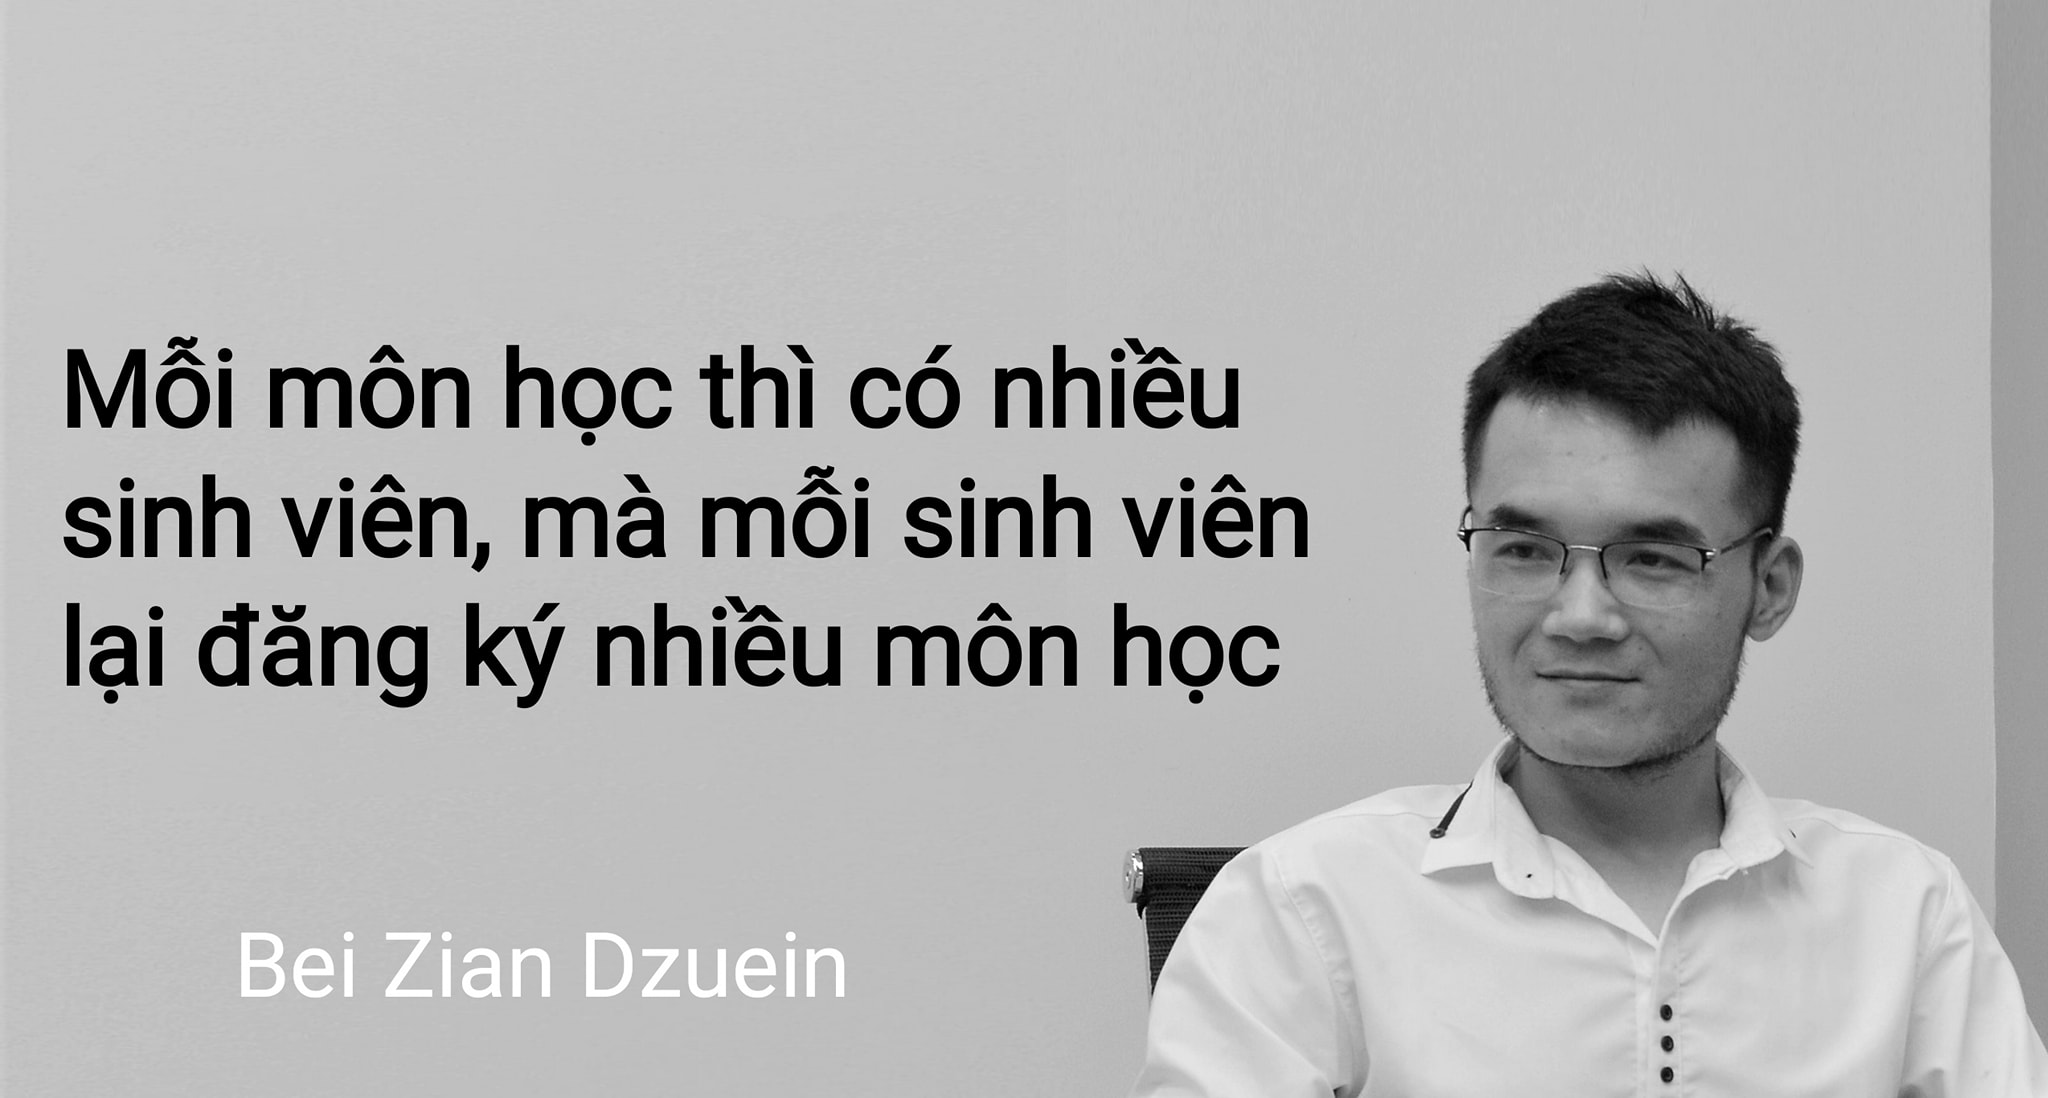 Mỗi môn học thì có nhiều
sinh viên, mà mỗi sinh viên
lại đăng ký nhiều môn học
Bei Zian Dzuein